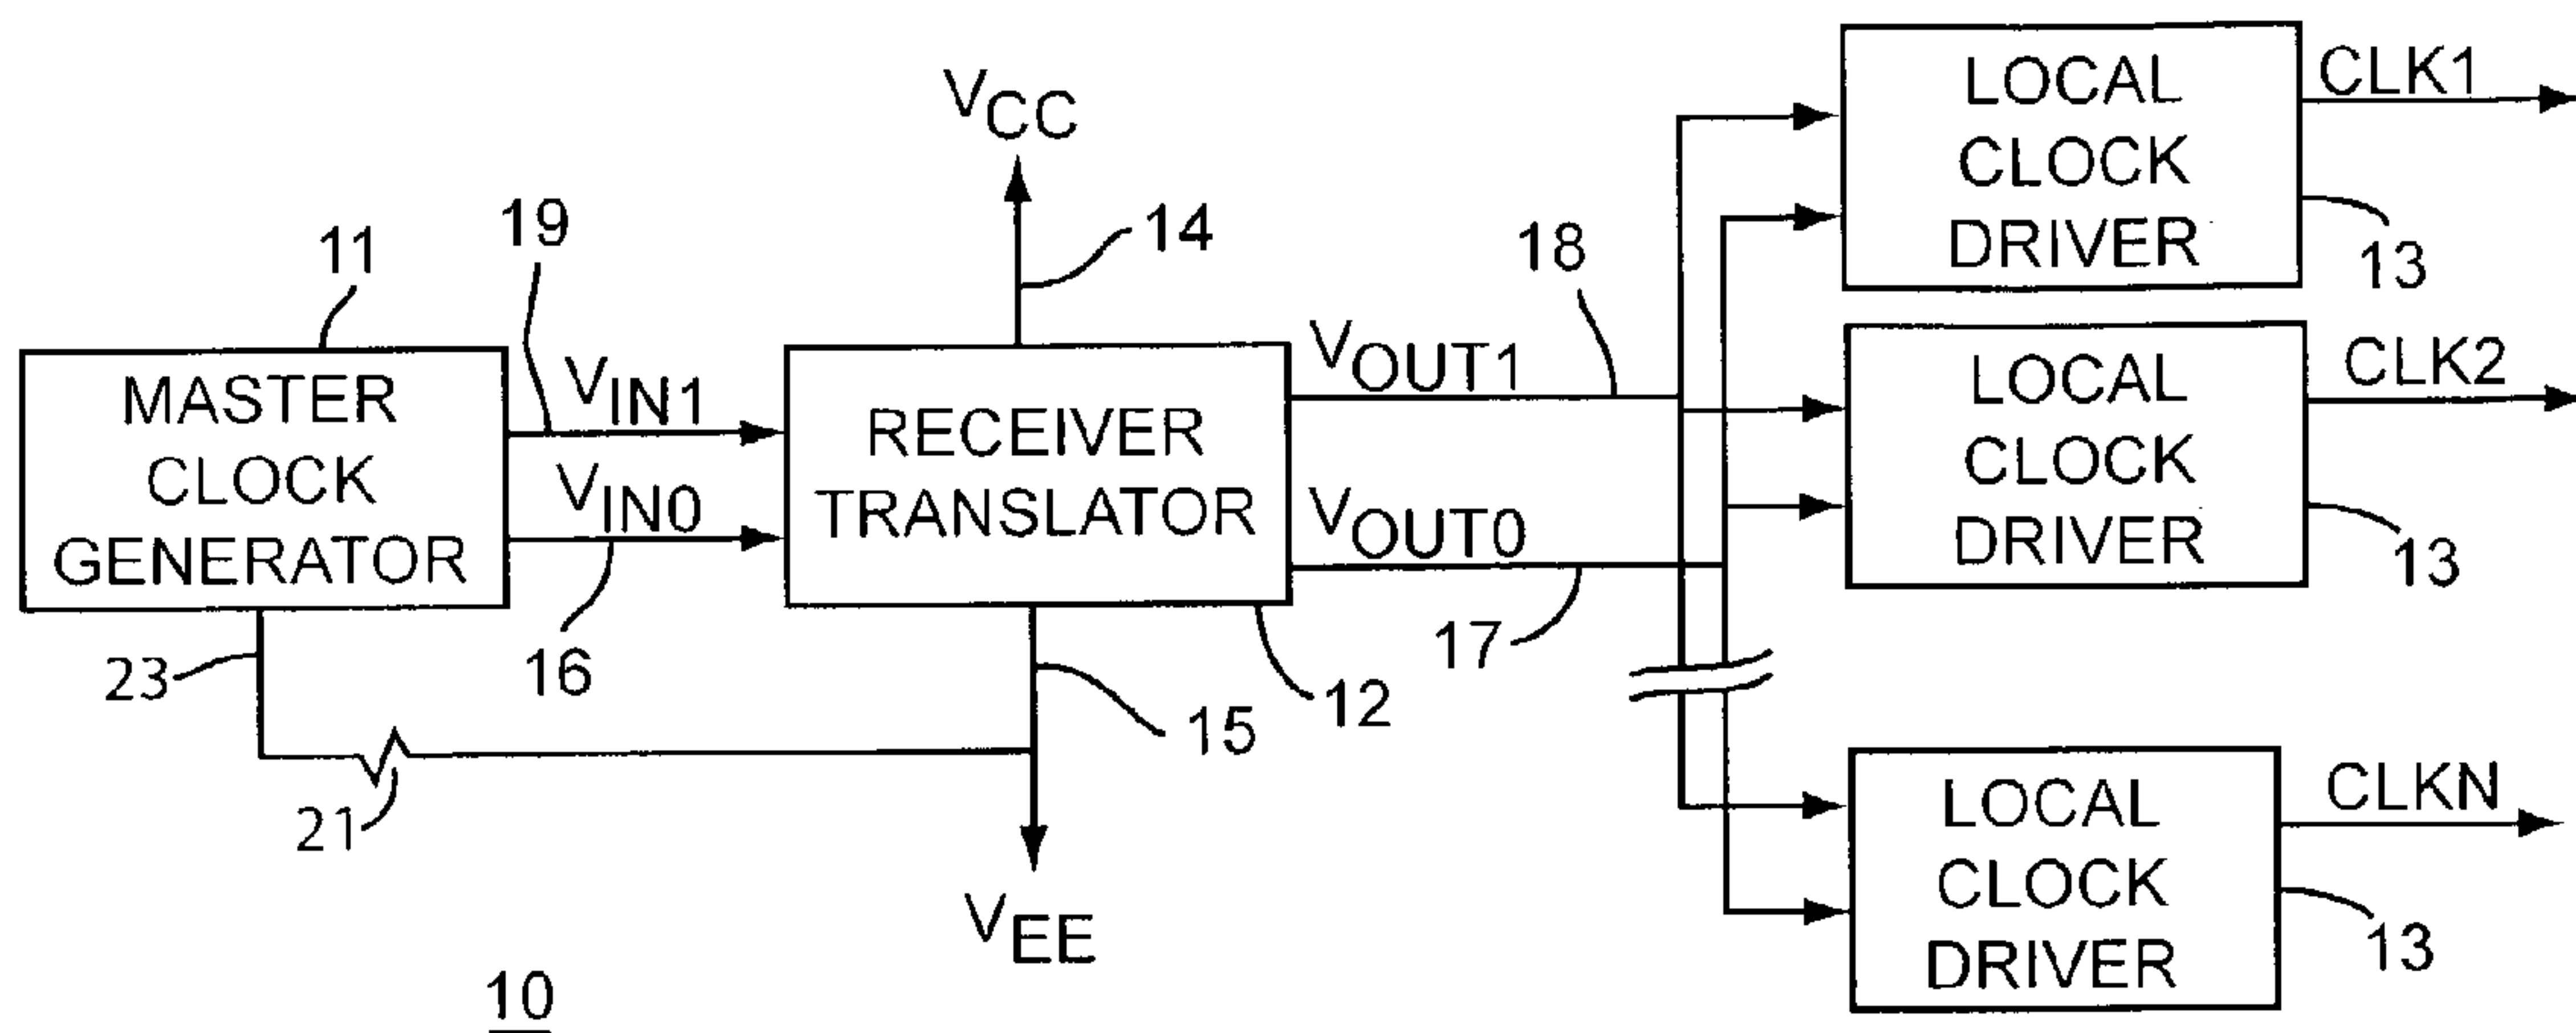 11
MASTER
CLOCK
GENERATOR
23
21
19
VIN1
VIN0
16
VCC
14
RECEIVER
TRANSLATOR
12
15
VEE
VOUT1
18
VOUT0
17
LOCAL
CLOCK
DRIVER
CLK1
13
LOCAL
CLOCK
DRIVER
CLK2
13
LOCAL
CLOCK
DRIVER
CLKN
13
10